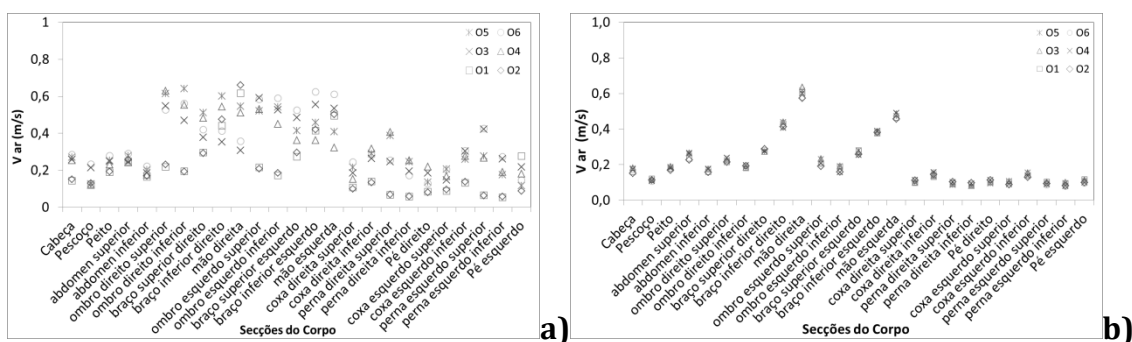 1
0,8
0,6
0,4
0,2
0
V ar (m/s)
O5 O6
O3 O4
O1 O2
Cabeça
Pescoço
Peito
abdomen superior
abdomen inferior
ombro direito superior
ombro direito inferior
braço superior direito
braço inferior direito
mão direita
ombro esquerdo superior
ombro esquerdo inferior
braço superior esquerdo
braço inferior esquerdo
mão esquerda
coxa direita superior
coxa direita inferior
perna direita superior
perna direita inferior
Pé direito
coxa esquerdo superior
coxa esquerdo inferior
perna esquerdo superior
perna esquerdo inferior
Pé esquerdo
Secções do Corpo
a)
1,0
0,8
0,6
0,4
0,2
0,0
V ar (m/s)
O5 O6
O3 O4
O1 O2
Cabeça
Pescoço
Peito
abdomen superior
abdomen inferior
ombro direito superior
ombro direito inferior
braço superior direito
braço inferior direito
mão direita
ombro esquerdo superior
ombro esquerdo inferior
braço superior esquerdo
braço inferior esquerdo
mão esquerda
coxa direita superior
coxa direita inferior
perna direita superior
perna direita inferior
Pé direito
coxa esquerdo superior
coxa esquerdo inferior
perna esquerdo superior
perna esquerdo inferior
Pé esquerdo
Secções do Corpo
b)